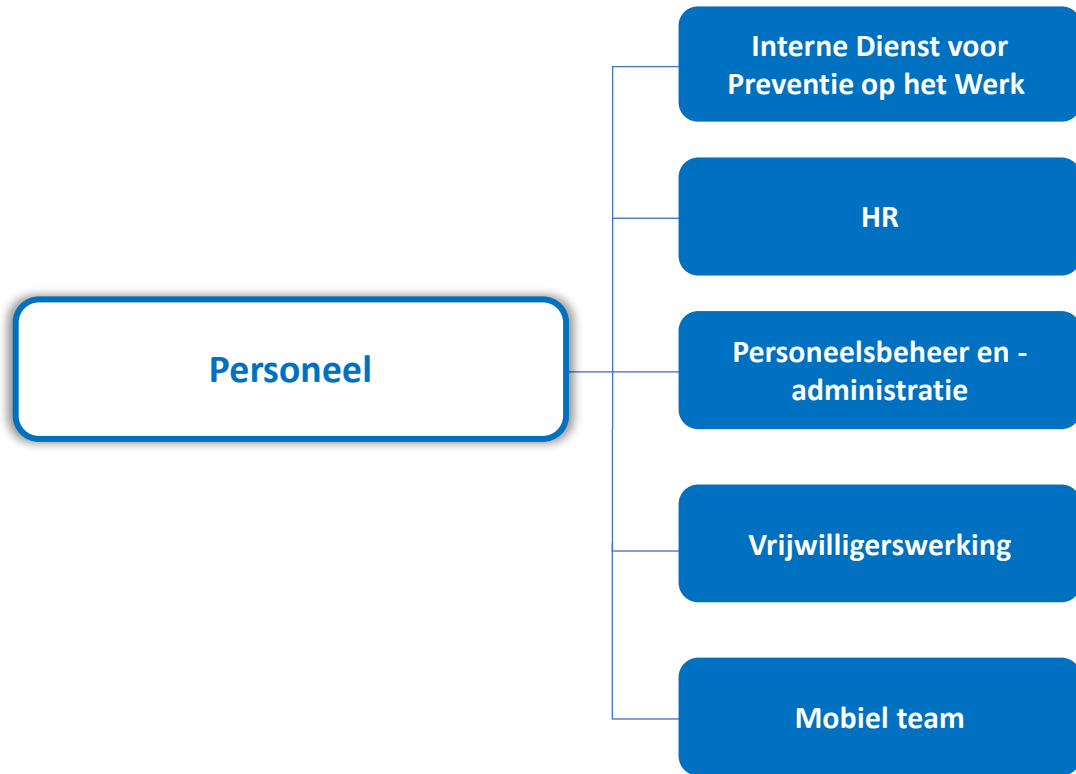 Interne Dienst voor
Preventie op het Werk
HR
Personeel
Personeelsbeheer en -
administratie
Vrijwilligerswerking
Mobiel team